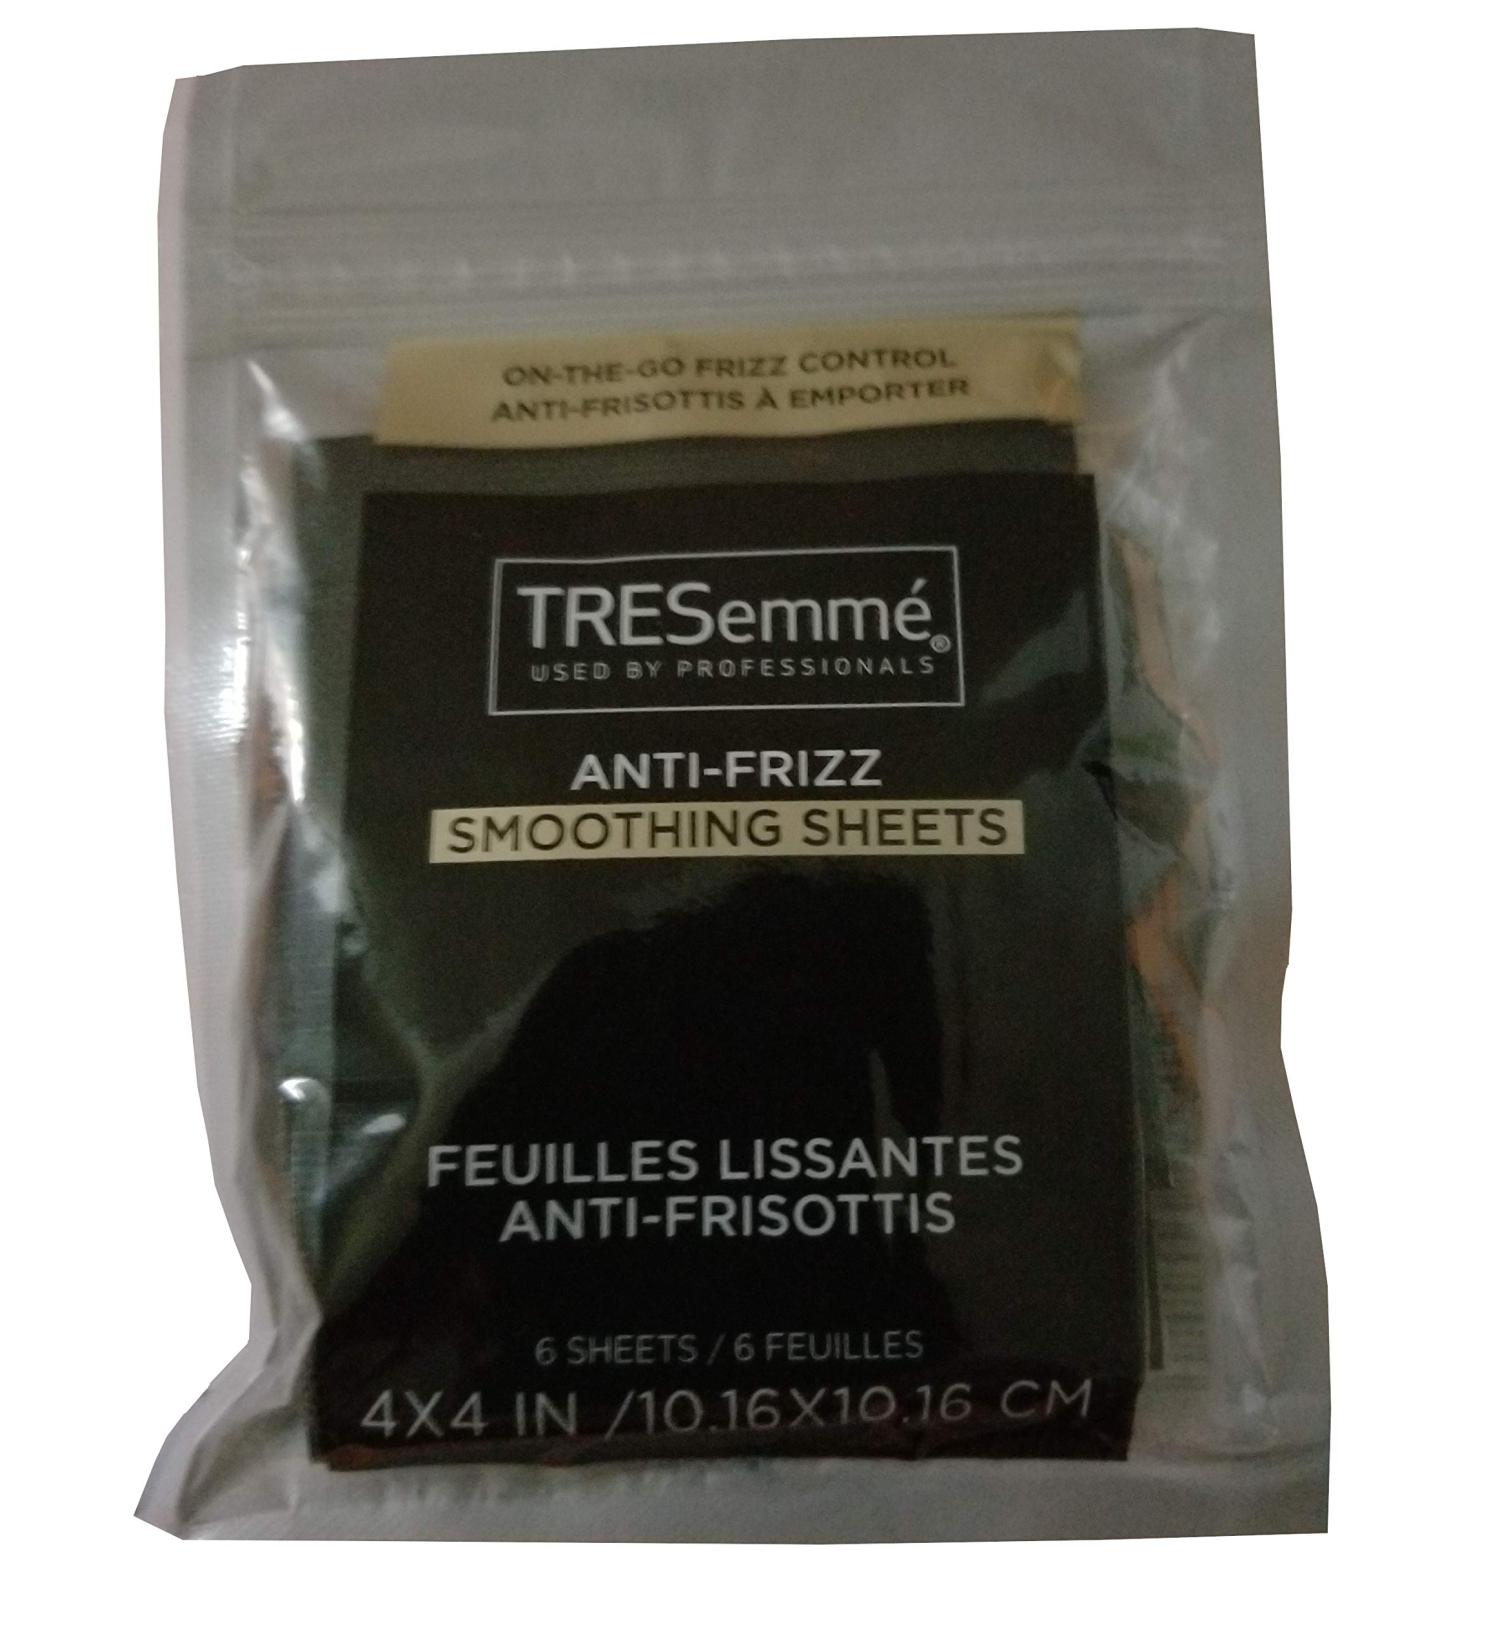 ON-THE-GO FRIZZ CONTROL
ANTI-FRISOTTIS À EMPORTER
TRESemmé®
USED BY PROFESSIONALS
ANTI-FRIZZ
SMOOTHING SHEETS
FEUILLES LISSANTES
ANTI-FRISOTTIS
6 SHEETS / 6 FEUILLES
4X4 IN /10.16X10.16 CM